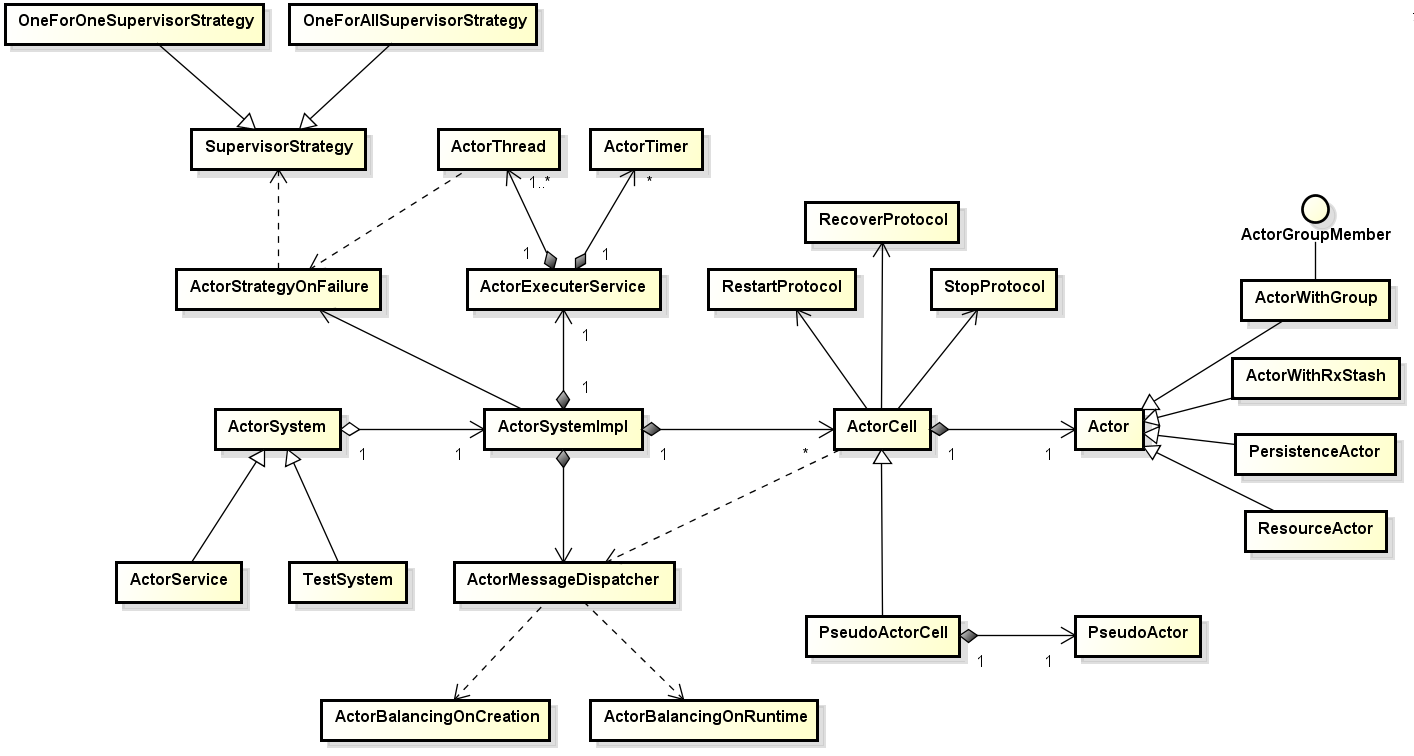 OneForOneSupervisorStrategy
OneForAllSupervisorStrategy
SupervisorStrategy
ActorThread
ActorTimer
1..*
*
RecoverProtocol
ActorGroupMember
1
1
ActorStrategyOnFailure
ActorExecuterService
RestartProtocol
StopProtocol
ActorWithGroup
1
ActorWithRxStash
1
ActorSystem
ActorSystemImpl
ActorCell
Actor
1
1
1
*
1
1
PersistenceActor
ResourceActor
ActorService
TestSystem
ActorMessageDispatcher
PseudoActorCell
PseudoActor
1
1
ActorBalancingOnCreation
ActorBalancingOnRuntime